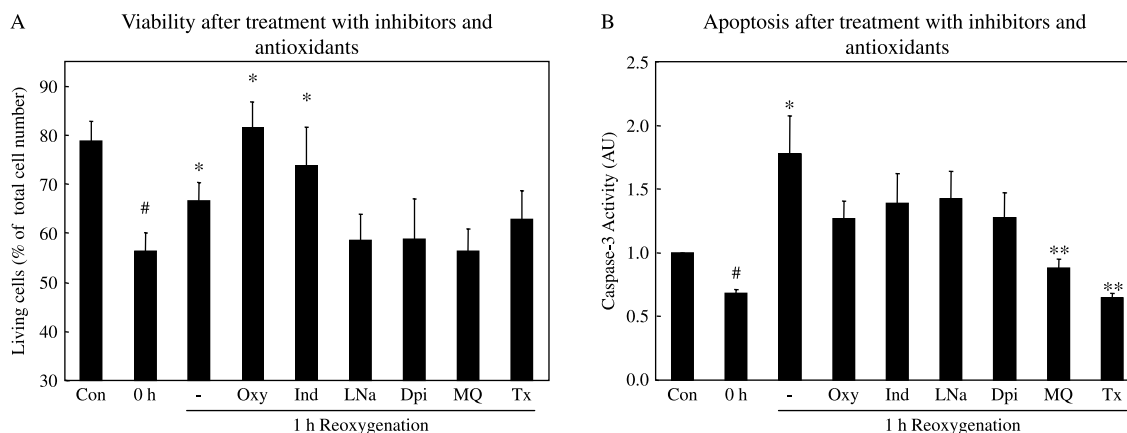 A
Viability after treatment with inhibitors and
antioxidants
Living cells (% of total cell number)
90
80
70
60
50
40
30
*
*
*
#
Con 0 h - Oxy Ind LNa Dpi MQ Tx
1 h Reoxygenation
B
Apoptosis after treatment with inhibitors and
antioxidants
Caspase-3 Activity (AU)
2.5
2.0
1.5
1.0
0.5
0.0
*
#
**
**
Con 0 h - Oxy Ind LNa Dpi MQ Tx
1 h Reoxygenation